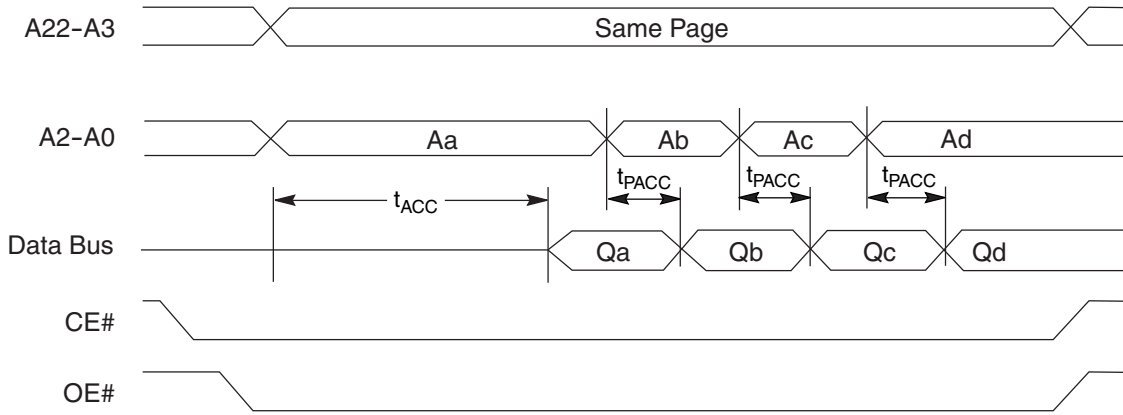 A22-A3 Same Page
A2-A0 Aa Ab Ac Ad
tACC tPACC tPACC tPACC
Data Bus Qa Qb Qc Qd
CE#
OE#